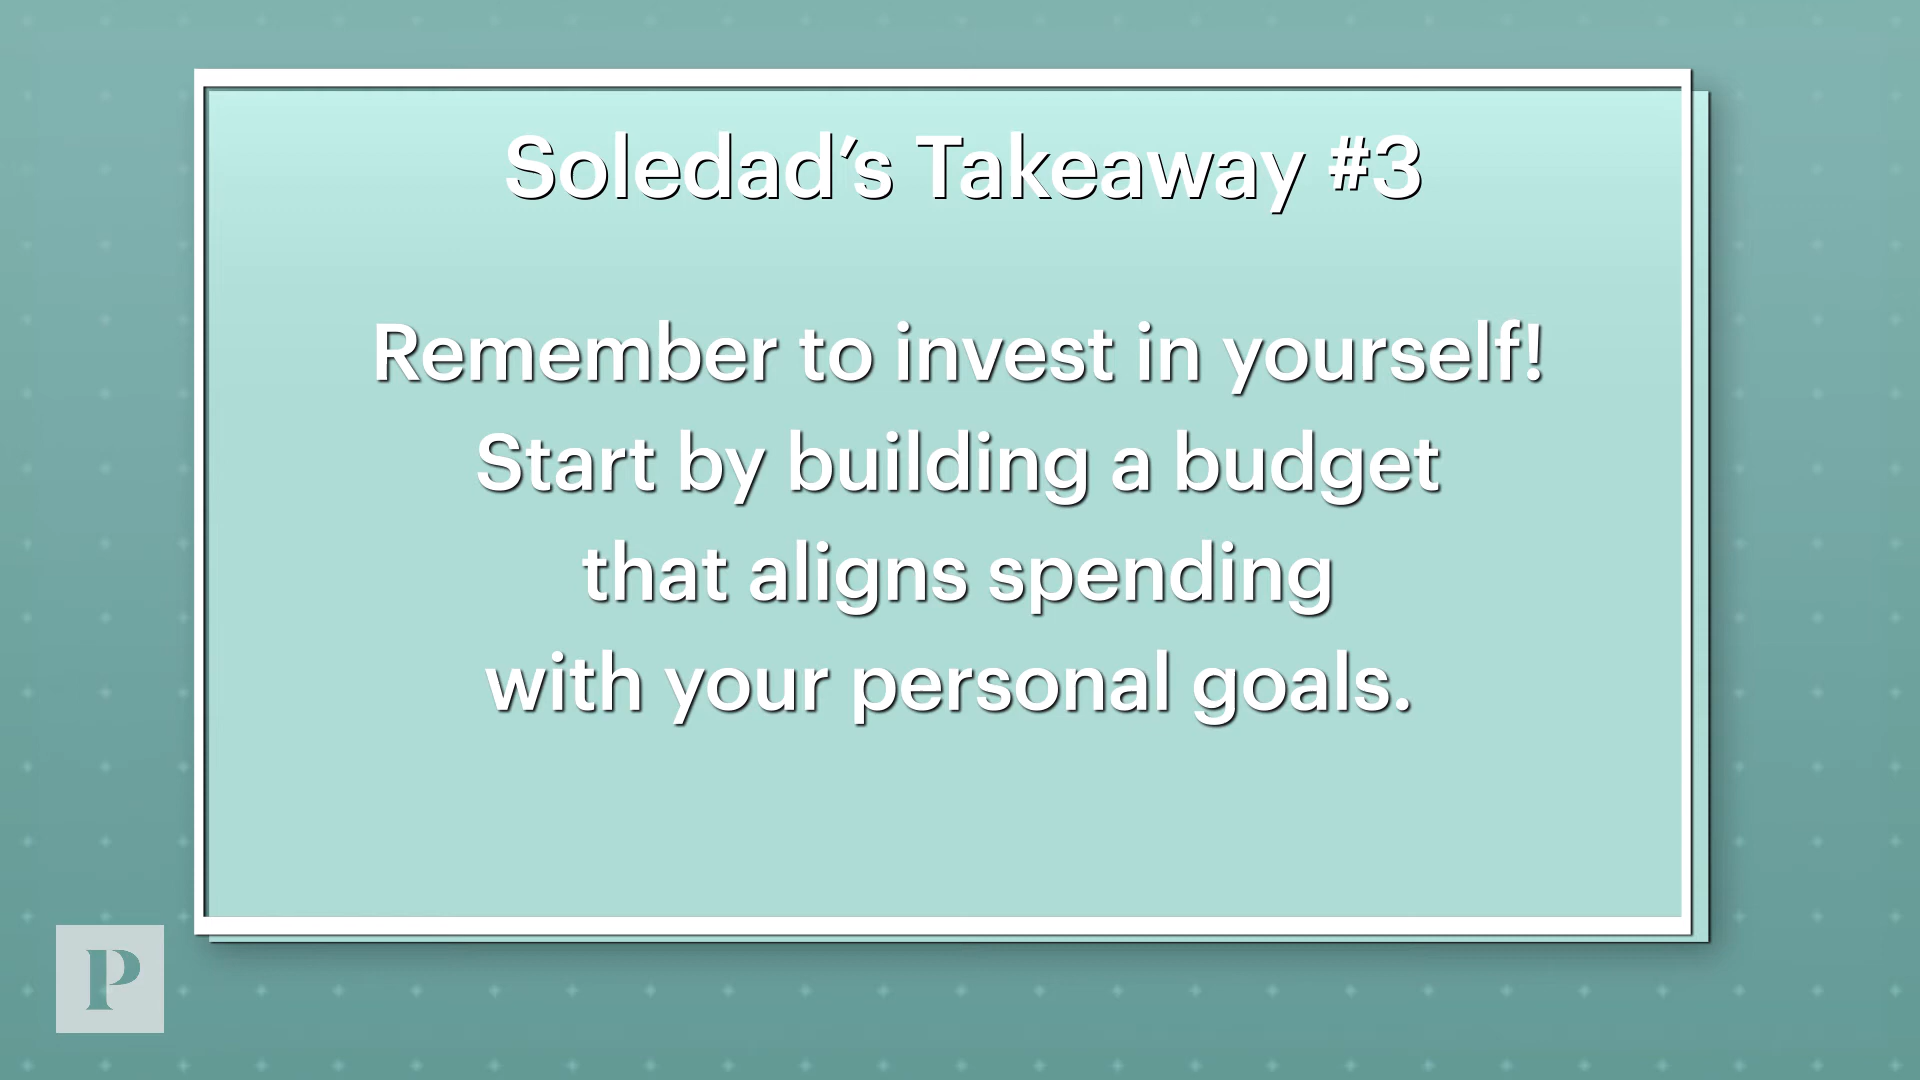 Soledad’s Takeaway #3
Remember to invest in yourself!
Start by building a budget
that aligns spending
with your personal goals.
P